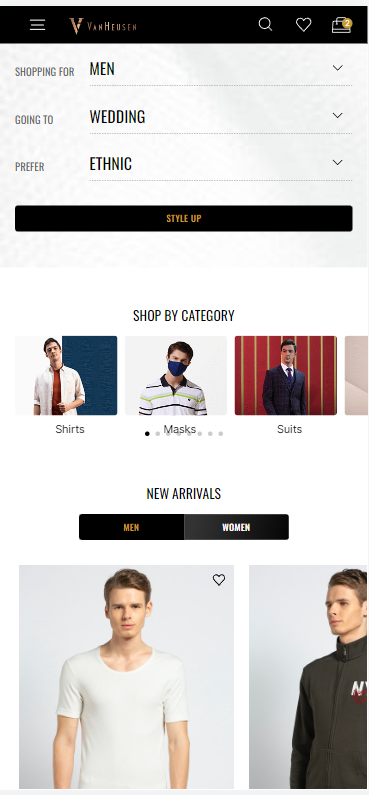 VANHEUSEN
2
SHOPPING FOR MEN
GOING TO WEDDING
PREFER ETHNIC
STYLE UP
SHOP BY CATEGORY
Shirts Masks Suits
NEW ARRIVALS
MEN WOMEN